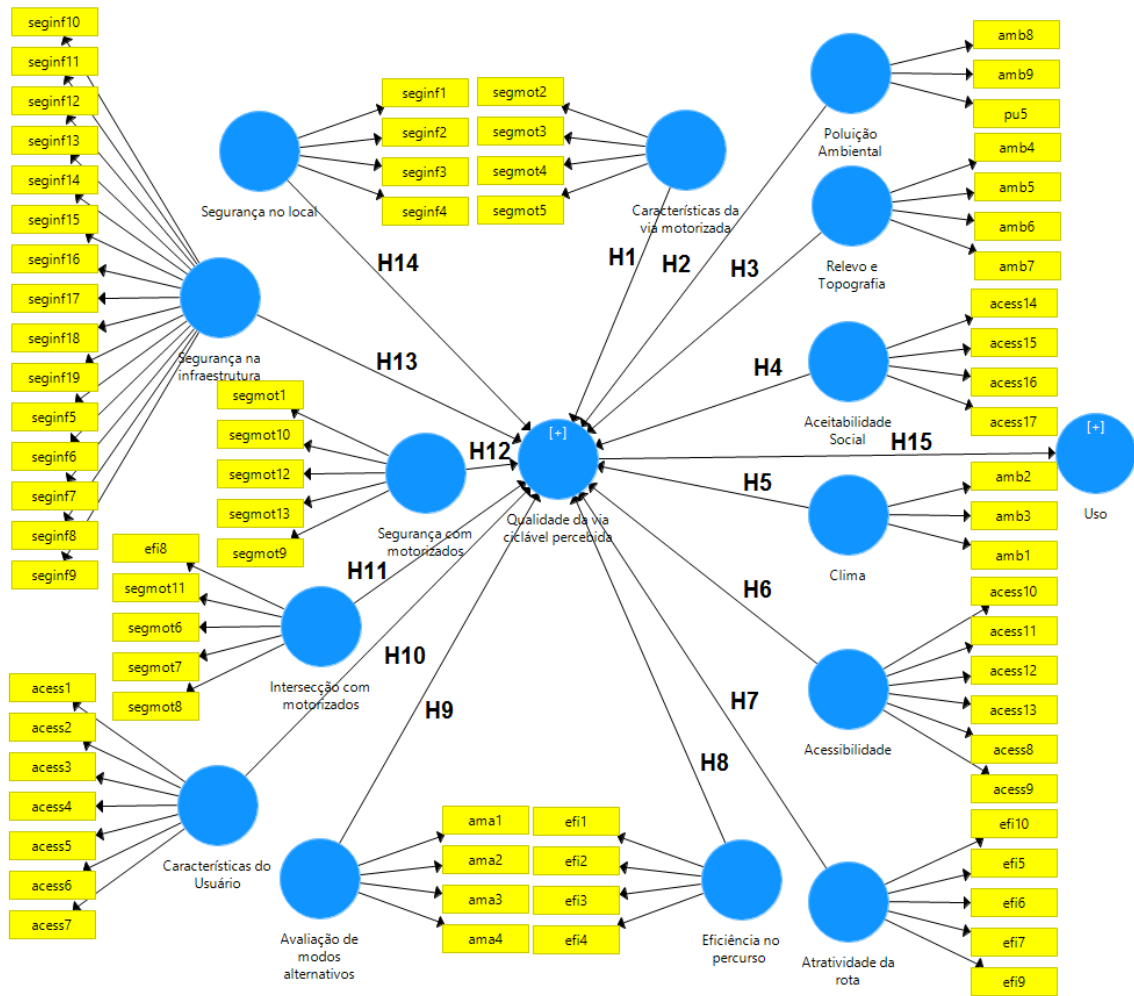 seginf10
seginf11
seginf12
seginf13
seginf14
seginf15
seginf16
seginf17
seginf18
seginf19
seginf5
seginf6
seginf7
seginf8
seginf9
Segurança na
infraestrutura
H13
Segurança no local
H14
seginf1
seginf2
seginf3
seginf4
segmot2
segmot3
segmot4
segmot5
Características da
via motorizada
H1
Poluição
Ambiental
H2
amb8
amb9
pu5
Relevo e
Topografia
H3
amb4
amb5
amb6
amb7
Aceitabilidade
Social
H4
acess14
acess15
acess16
acess17
[+]
Qualidade da via
ciclável percebida
H15
[+]
Uso
Clima
H5
amb2
amb3
amb1
Acessibilidade
H6
acess10
acess11
acess12
acess13
acess8
acess9
Atratividade da
rota
H7
efi10
efi5
efi6
efi7
efi9
Eficiência no
percurso
H8
efi1
efi2
efi3
efi4
Avaliação de
modos
alternativos
H9
ama1
ama2
ama3
ama4
Características do
Usuário
H10
acess1
acess2
acess3
acess4
acess5
acess6
acess7
Intersecção com
motorizados
H11
efi8
segmot11
segmot6
segmot7
segmot8
Segurança com
motorizados
H12
segmot1
segmot10
segmot12
segmot13
segmot9